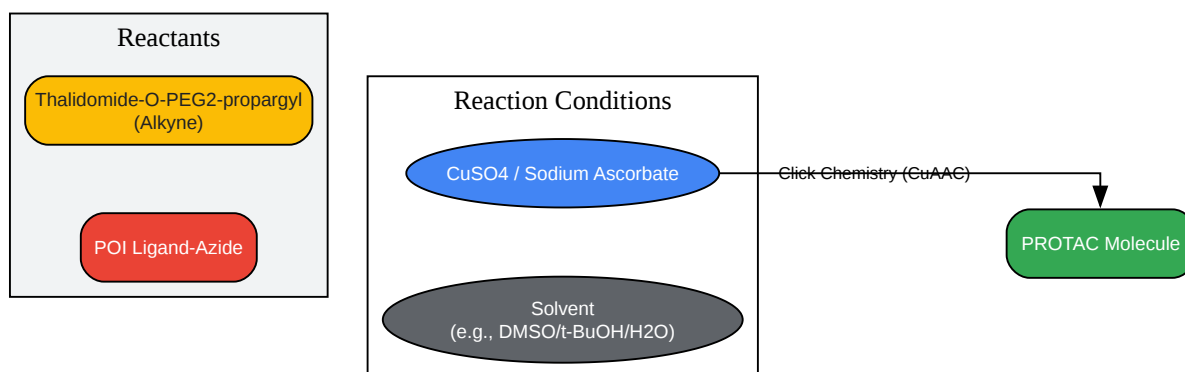 Reactants
Thalidomide-O-PEG2-propargyl
(Alkyne)
POI Ligand-Azide
Reaction Conditions
CuSO4 / Sodium Ascorbate
Solvent
(e.g., DMSO/t-BuOH/H2O)
Click Chemistry (CuAAC)
PROTAC Molecule